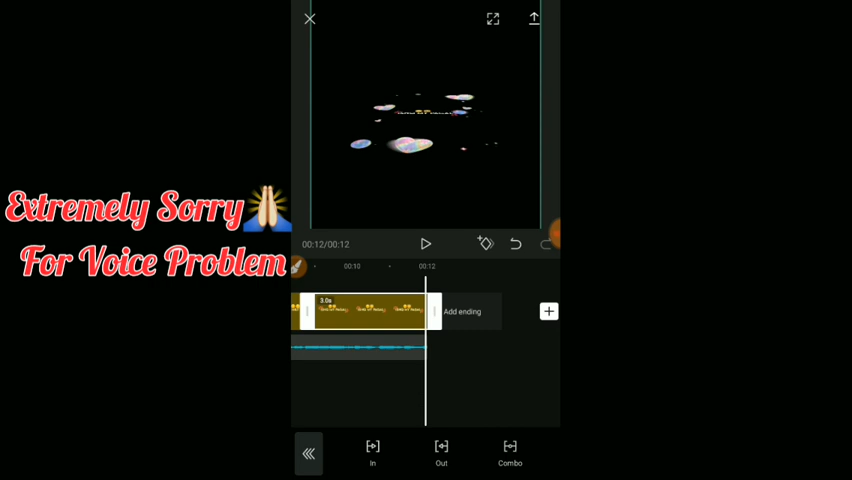 Extremely Sorry🙏
For Voice Problem
00:12/00:12
00:10
00:12
3.0s
Add ending
In
Out
Combo